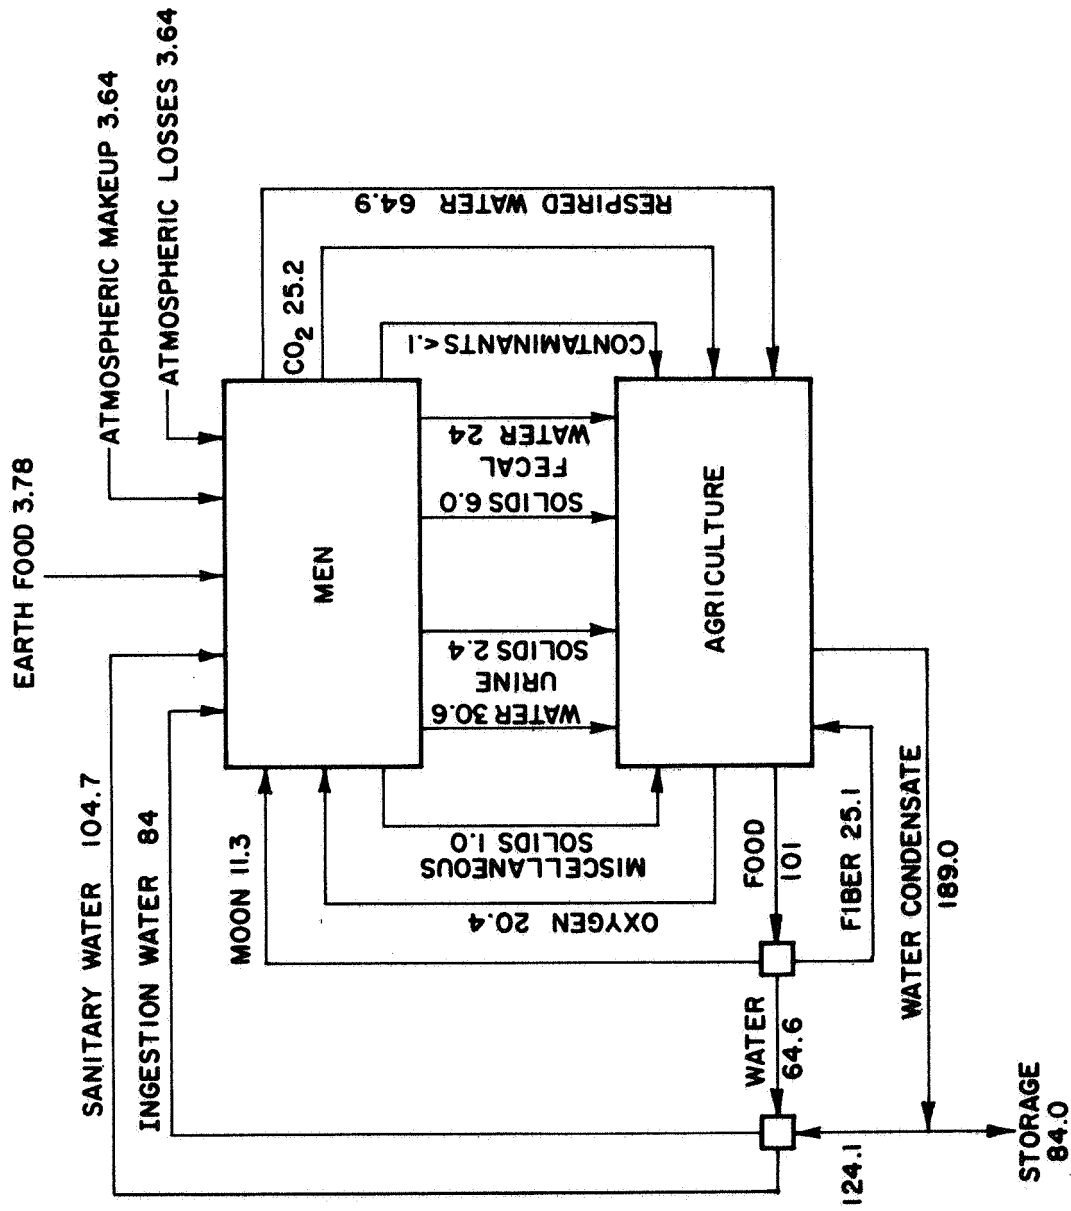 EARTH FOOD 3.78
ATMOSPHERIC MAKEUP 3.64
ATMOSPHERIC LOSSES 3.64
SANITARY WATER 104.7
INGESTION WATER 84
MEN
MOON 11.3
CO2 25.2
RESPIRED WATER 64.9
CONTAMINANTS <.1
WATER 24
FECAL
SOLIDS 6.0
SOLIDS 2.4
URINE
WATER 30.6
SOLIDS 1.0
MISCELLANEOUS
OXYGEN 20.4
AGRICULTURE
FOOD
101
FIBER 25.1
WATER
64.6
WATER CONDENSATE
189.0
124.1
STORAGE
84.0